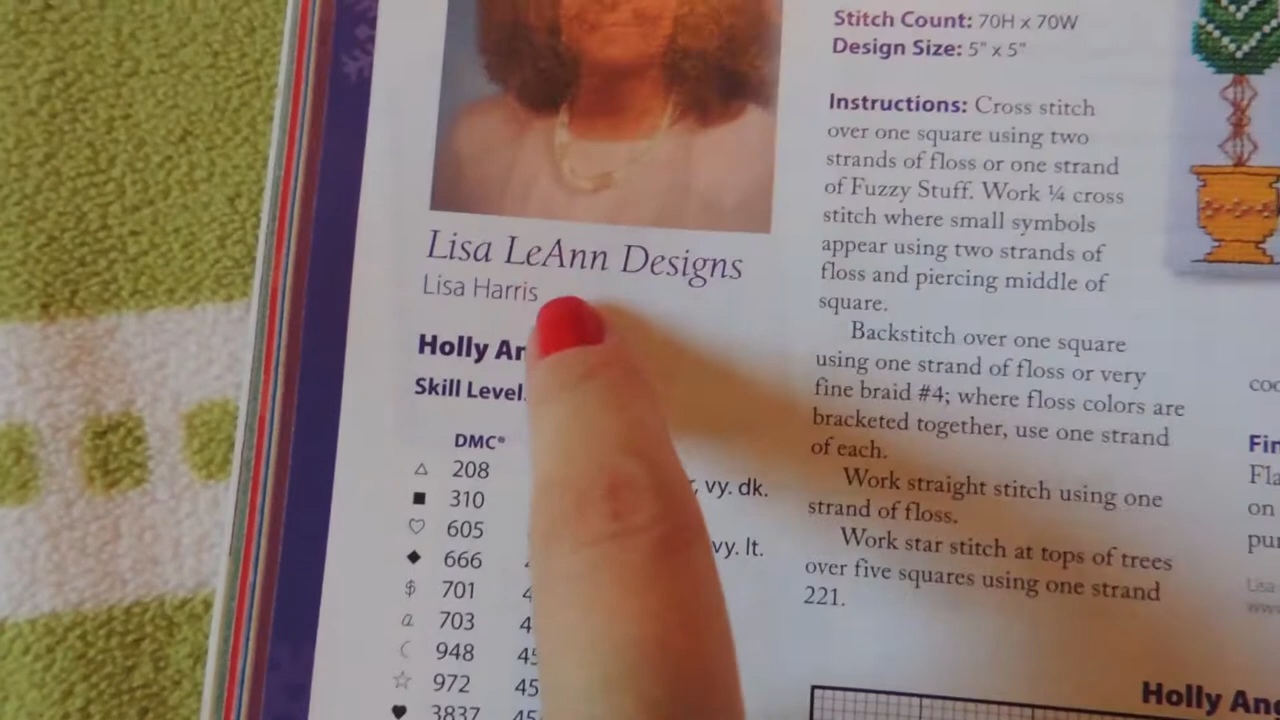 Lisa LeAnn Designs
Lisa Harris
Holly
Skill Level
DMC®
△ 208
■ 310
♡ 605
◆ 666
$ 701
a 703
☾ 948
☆ 972
♥ 3837
vy. dk.
vy. lt.
Stitch Count: 70H x 70W
Design Size: 5" x 5"
Instructions: Cross stitch
over one square using two
strands of floss or one strand
of Fuzzy Stuff. Work ¼ cross
stitch where small symbols
appear using two strands of
floss and piercing middle of
square.
Backstitch over one square
using one strand of floss or very
fine braid #4; where floss colors are
bracketed together, use one strand
of each.
Work straight stitch using one
strand of floss.
Work star stitch at tops of trees
over five squares using one strand
221.
Holly
on